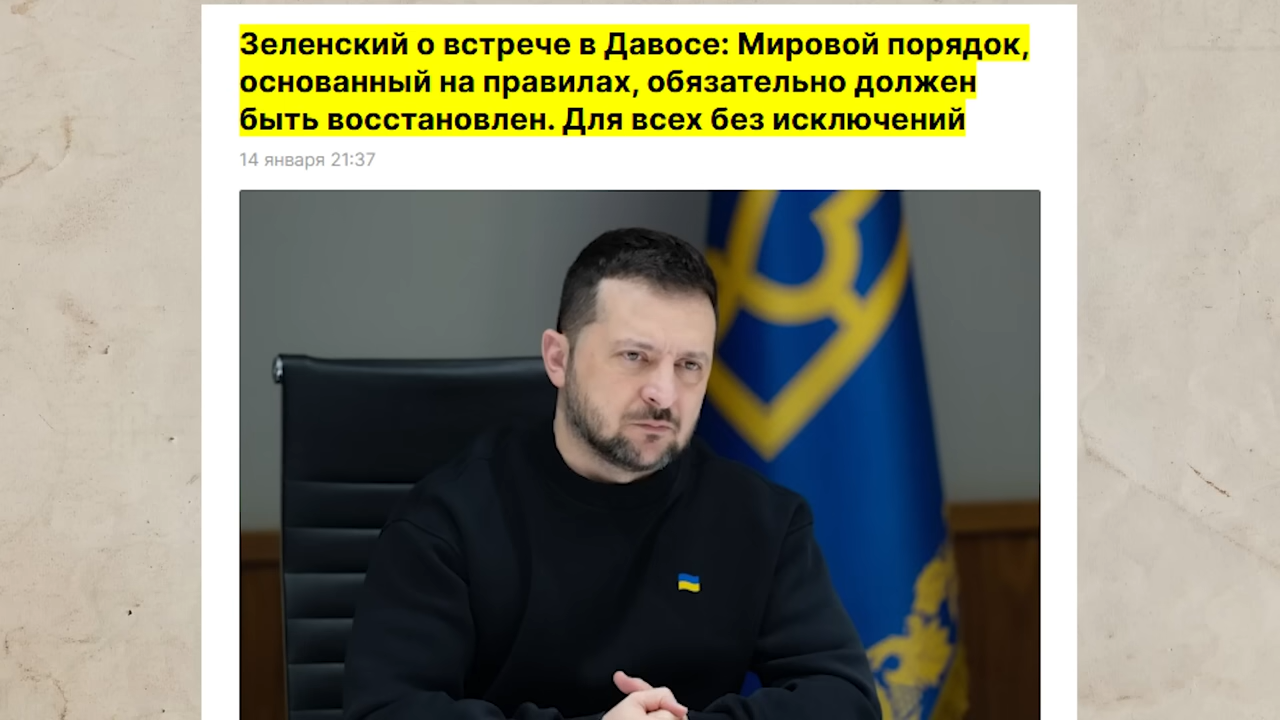 Зеленский о встрече в Давосе: Мировой порядок,
основанный на правилах, обязательно должен
быть восстановлен. Для всех без исключений
14 января 21:37